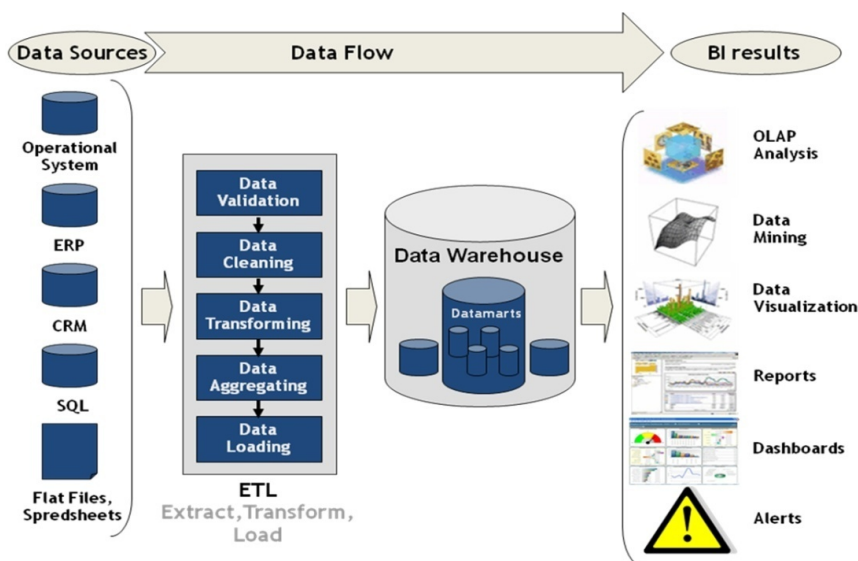 Data Sources
Data Flow
BI results
Operational
System
ERP
CRM
SQL
Flat Files,
Spredsheets
Data
Validation
Data
Cleaning
Data
Transforming
Data
Aggregating
Data
Loading
ETL
Extract,Transform,
Load
Data Warehouse
Datamarts
OLAP
Analysis
Data
Mining
Data
Visualization
Reports
Dashboards
Alerts